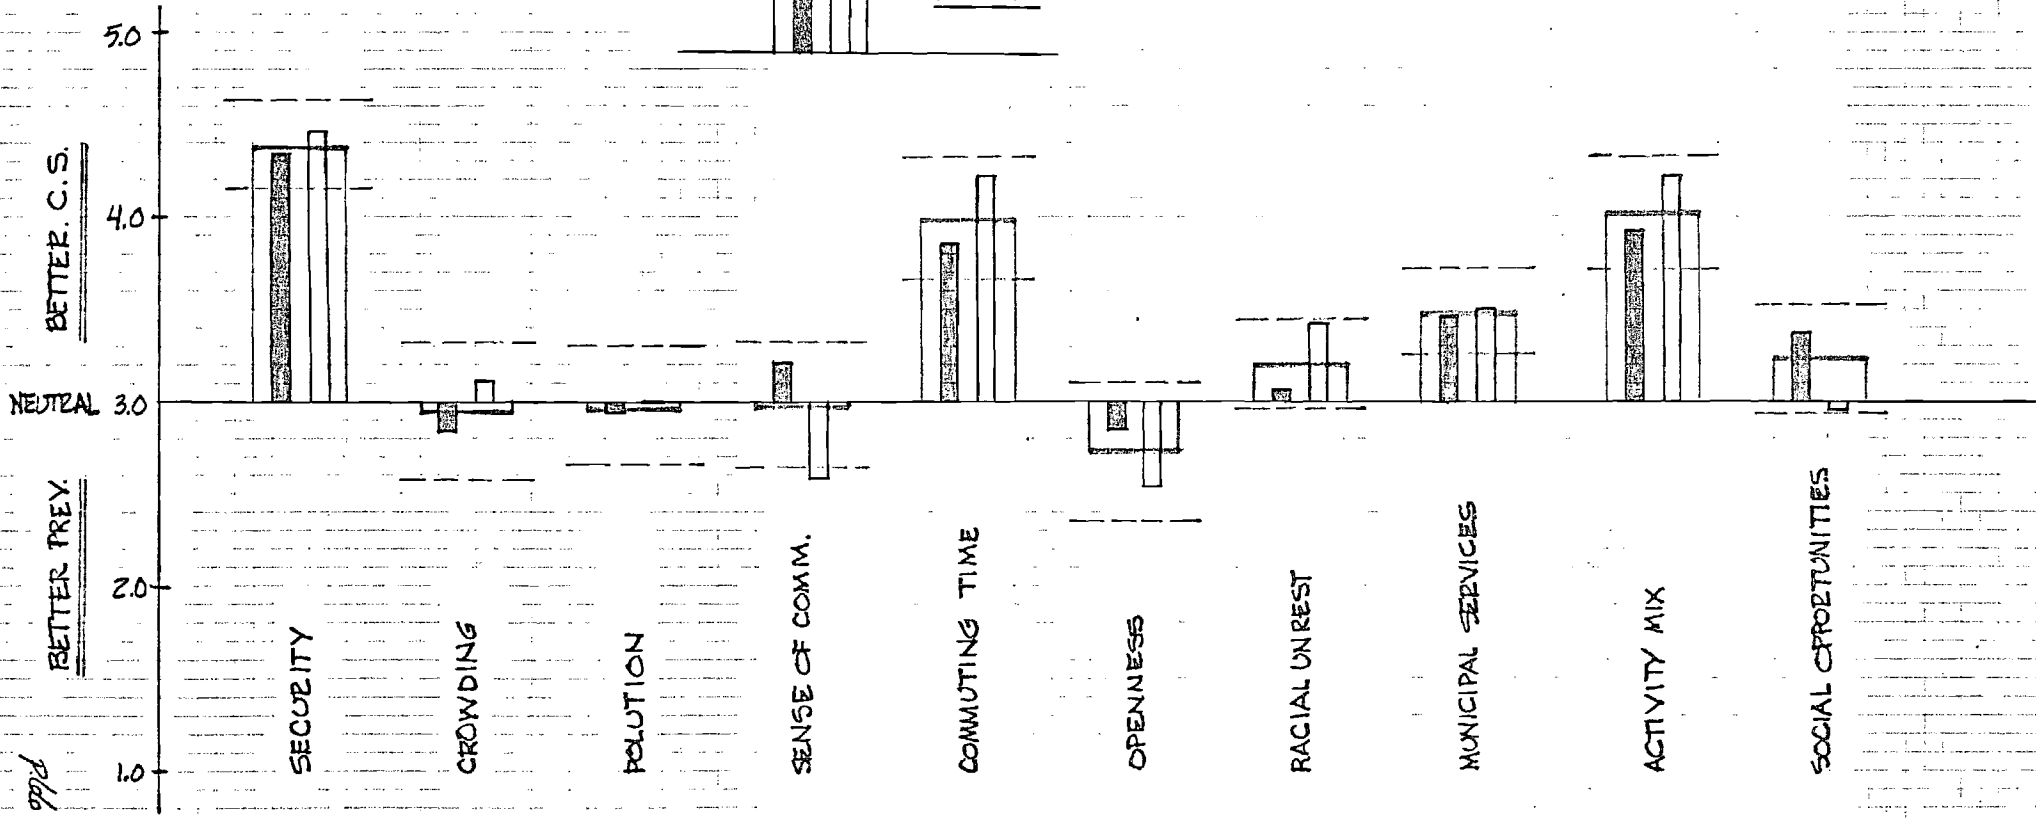 5.0
BETTER. C. S.
4.0
NEUTRAL 3.0
BETTER PREV.
2.0
1.0
SECURITY
CROWDING
POLUTION
SENSE OF COMM.
COMMUTING TIME
OPENNESS
RACIAL UNREST
MUNICIPAL SERVICES
ACTIVITY MIX
SOCIAL OPPORTUNITIES